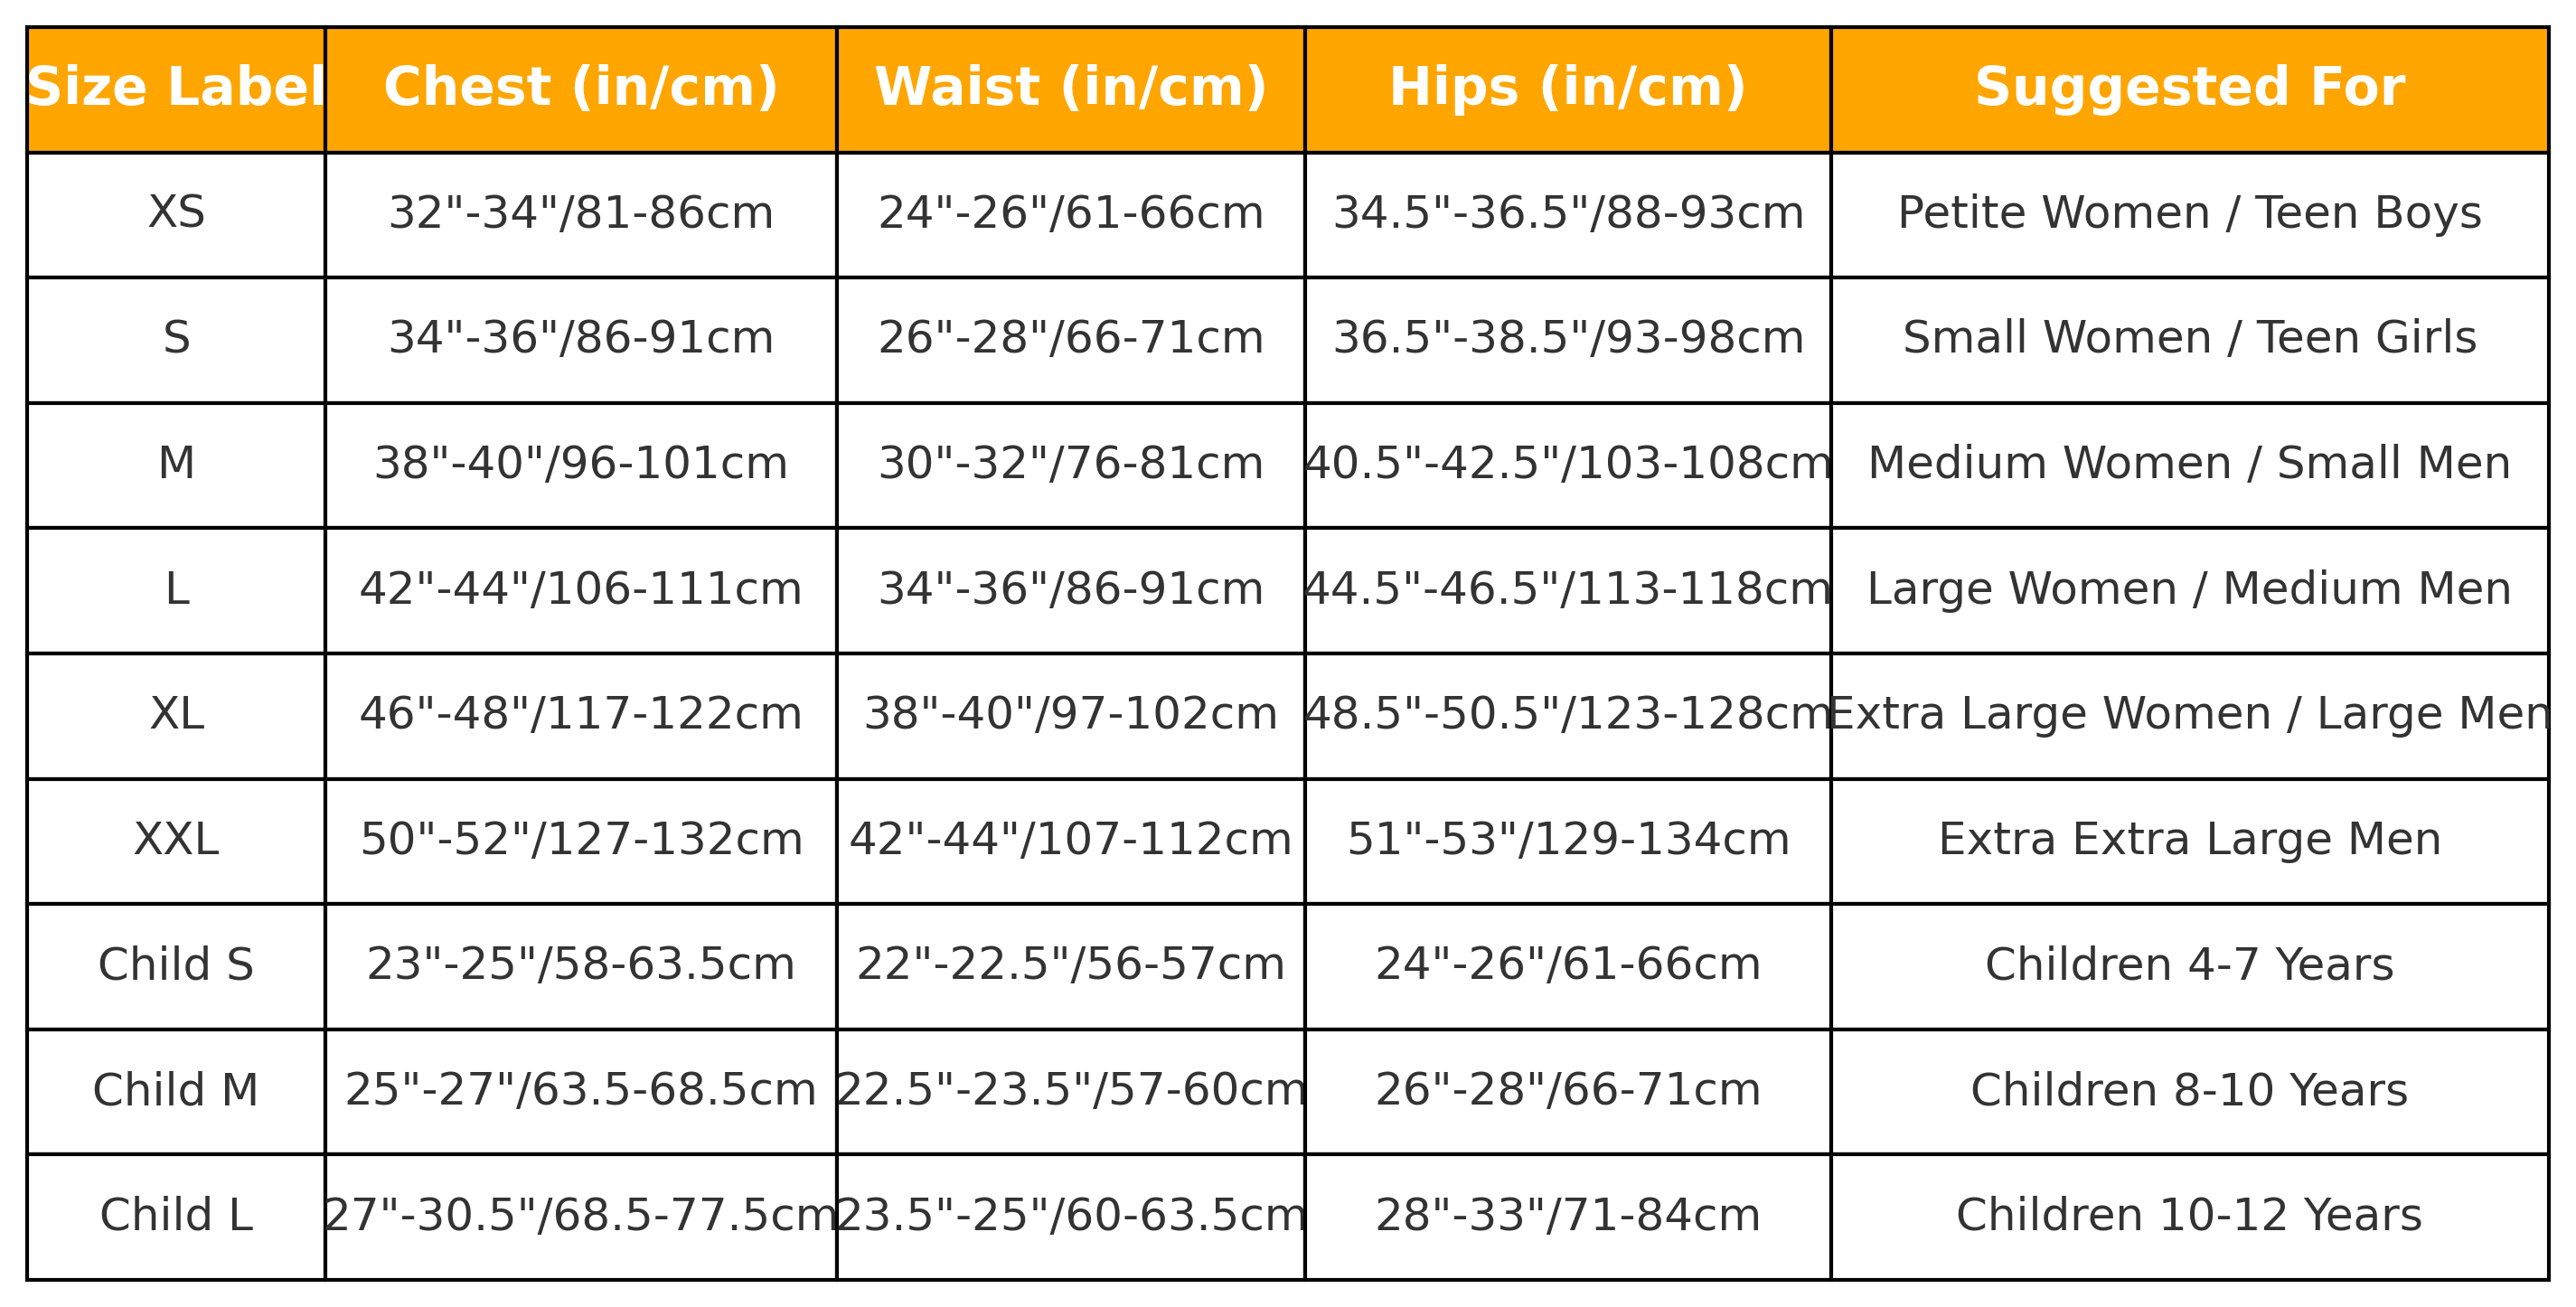 Size Label Chest (in/cm) Waist (in/cm) Hips (in/cm) Suggested For
XS 32"-34"/81-86cm 24"-26"/61-66cm 34.5"-36.5"/88-93cm Petite Women / Teen Boys
S 34"-36"/86-91cm 26"-28"/66-71cm 36.5"-38.5"/93-98cm Small Women / Teen Girls
M 38"-40"/96-101cm 30"-32"/76-81cm 40.5"-42.5"/103-108cm Medium Women / Small Men
L 42"-44"/106-111cm 34"-36"/86-91cm 44.5"-46.5"/113-118cm Large Women / Medium Men
XL 46"-48"/117-122cm 38"-40"/97-102cm 48.5"-50.5"/123-128cm Extra Large Women / Large Men
XXL 50"-52"/127-132cm 42"-44"/107-112cm 51"-53"/129-134cm Extra Extra Large Men
Child S 23"-25"/58-63.5cm 22"-22.5"/56-57cm 24"-26"/61-66cm Children 4-7 Years
Child M 25"-27"/63.5-68.5cm 22.5"-23.5"/57-60cm 26"-28"/66-71cm Children 8-10 Years
Child L 27"-30.5"/68.5-77.5cm 23.5"-25"/60-63.5cm 28"-33"/71-84cm Children 10-12 Years